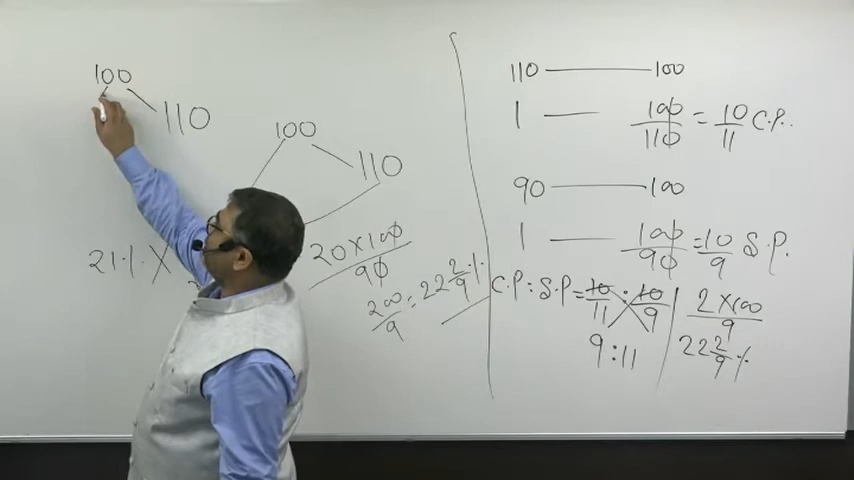 100
110
100
110
21% X
20 X 100
90
200
9
= 22 2/9 %
110 — 100
1 — 100/110 = 10/11 C.P.
90 — 100
1 — 100/90 = 10/9 S.P.
C.P : S.P = 10/11 : 10/9
9 : 11
2 X 100
9
22 2/9 %